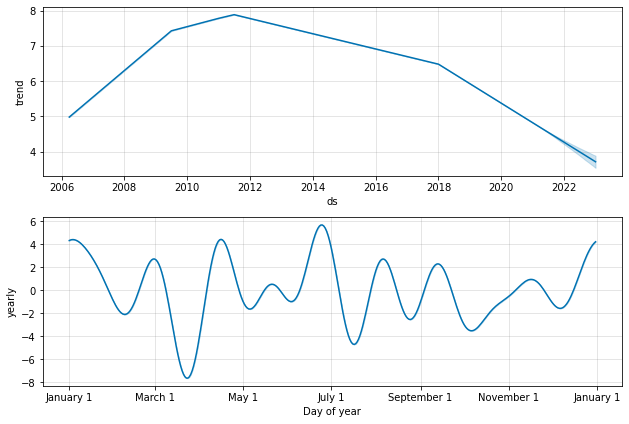 8
7
6
5
4
trend
2006 2008 2010 2012 2014 2016 2018 2020 2022
ds
6
4
2
0
−2
−4
−6
−8
yearly
January 1 March 1 May 1 July 1 September 1 November 1 January 1
Day of year